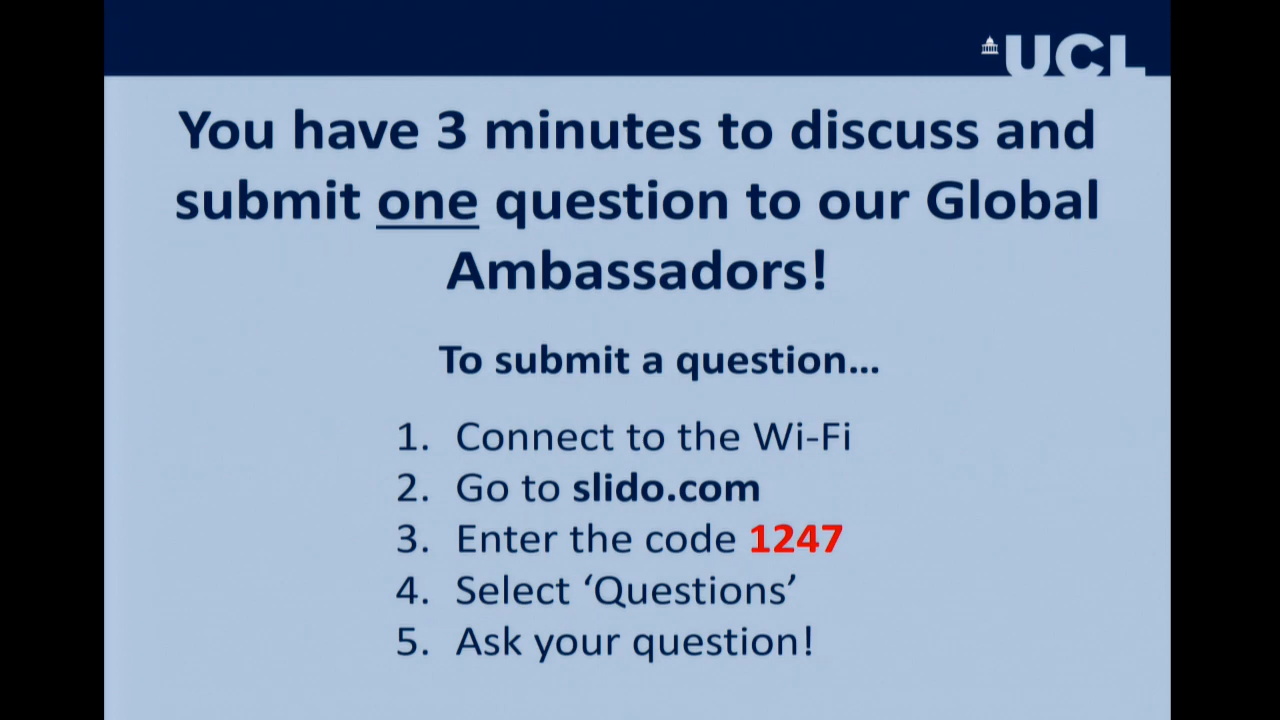 UCL
You have 3 minutes to discuss and
submit one question to our Global
Ambassadors!
To submit a question...
1. Connect to the Wi-Fi
2. Go to slido.com
3. Enter the code 1247
4. Select ‘Questions’
5. Ask your question!